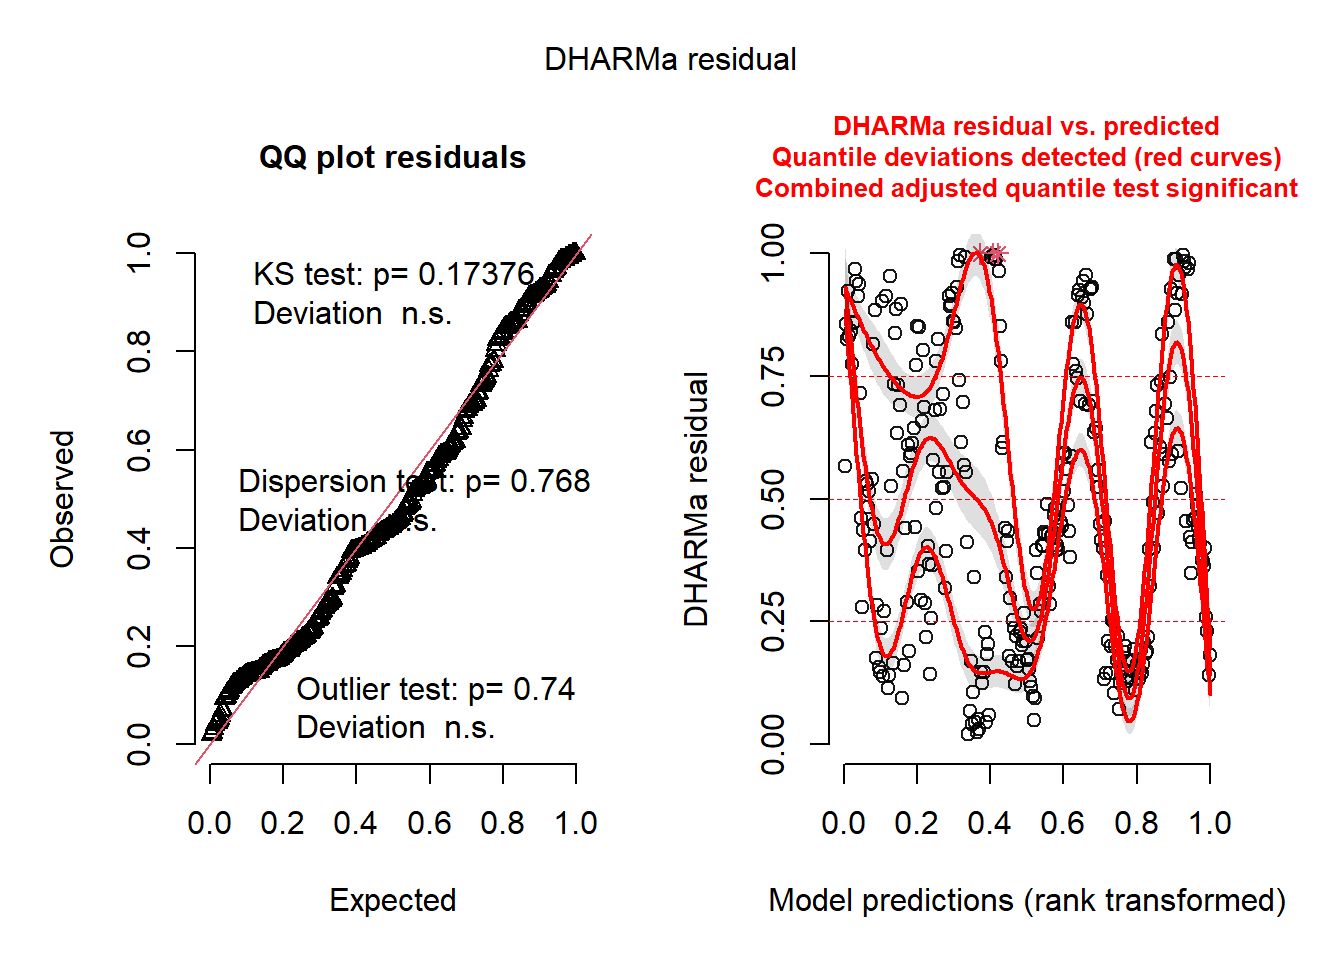 DHARMa residual
QQ plot residuals
KS test: p= 0.17376
Deviation  n.s.
Dispersion test: p= 0.768
Deviation  n.s.
Outlier test: p= 0.74
Deviation  n.s.
Observed
0.0 0.2 0.4 0.6 0.8 1.0
0.0 0.2 0.4 0.6 0.8 1.0
Expected
DHARMa residual vs. predicted
Quantile deviations detected (red curves)
Combined adjusted quantile test significant
DHARMa residual
0.00 0.25 0.50 0.75 1.00
0.0 0.2 0.4 0.6 0.8 1.0
Model predictions (rank transformed)